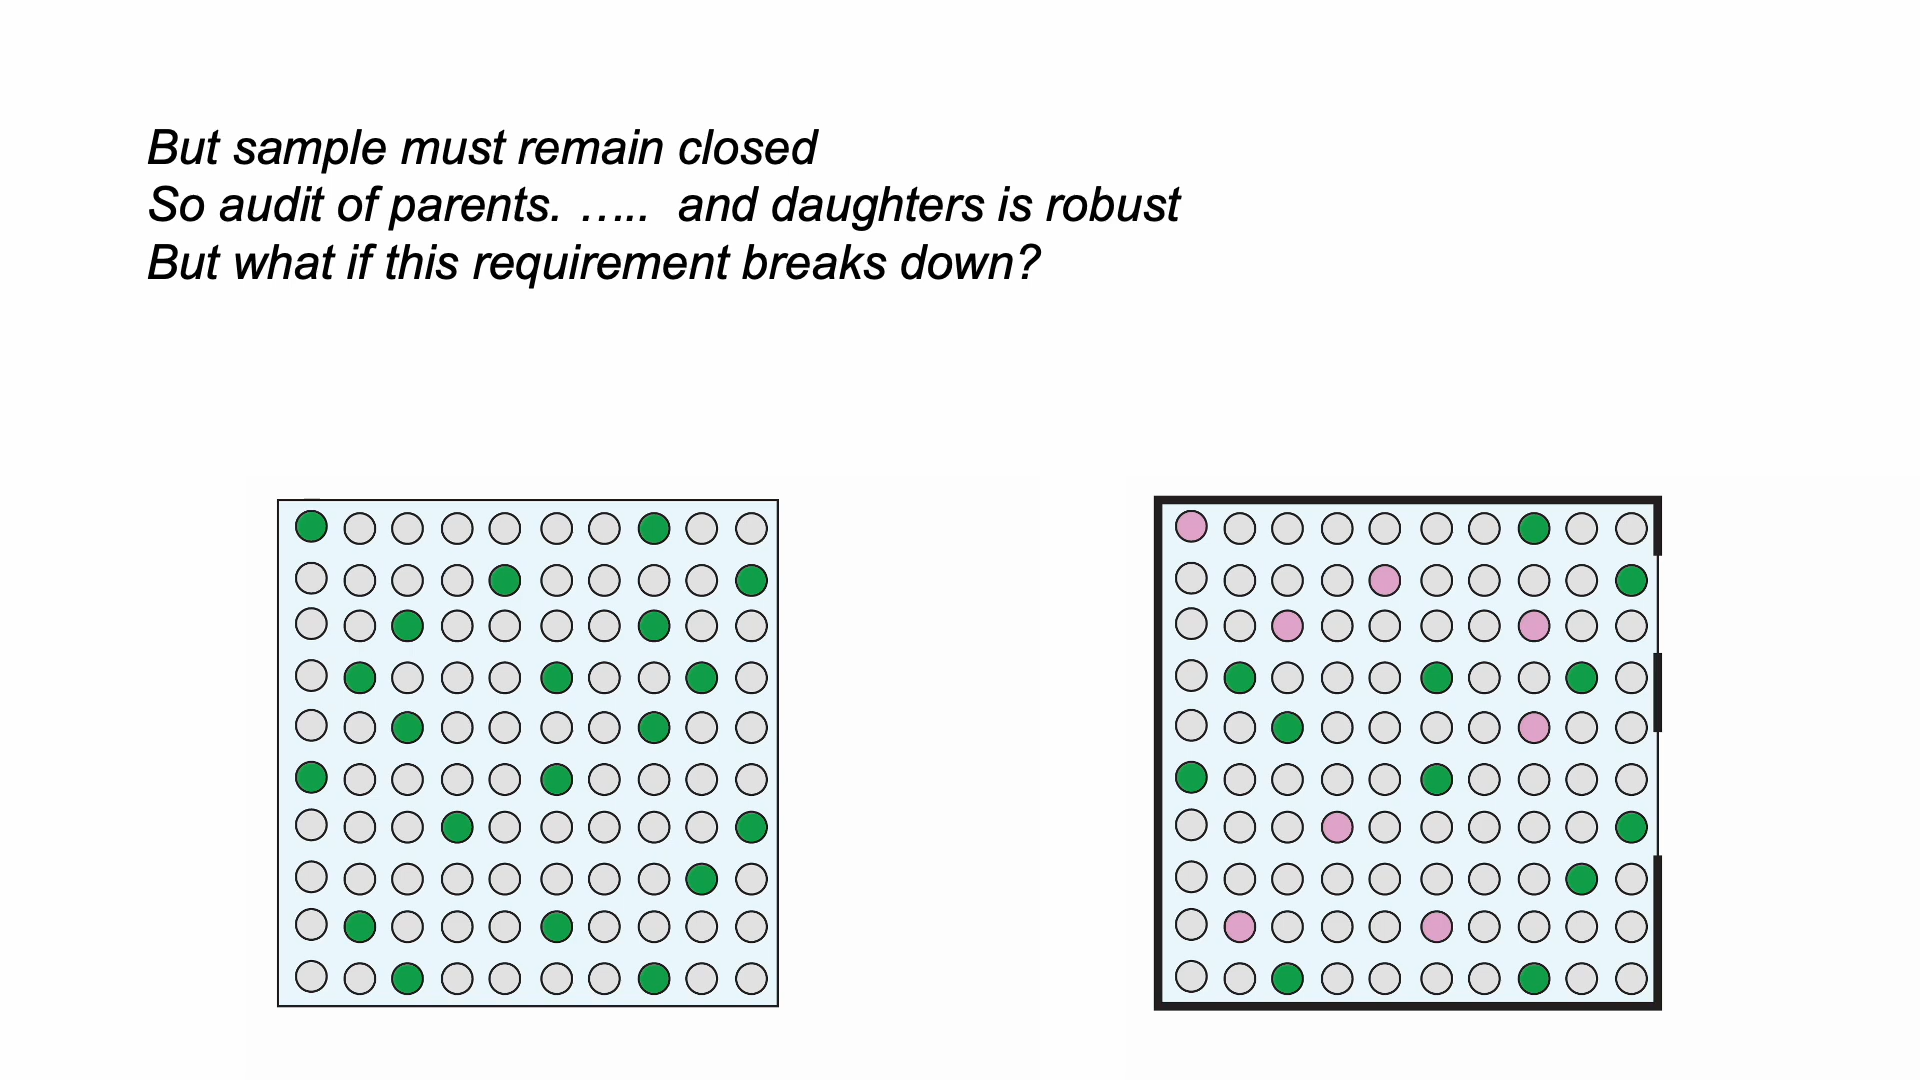 But sample must remain closed
So audit of parents. ….. and daughters is robust
But what if this requirement breaks down?